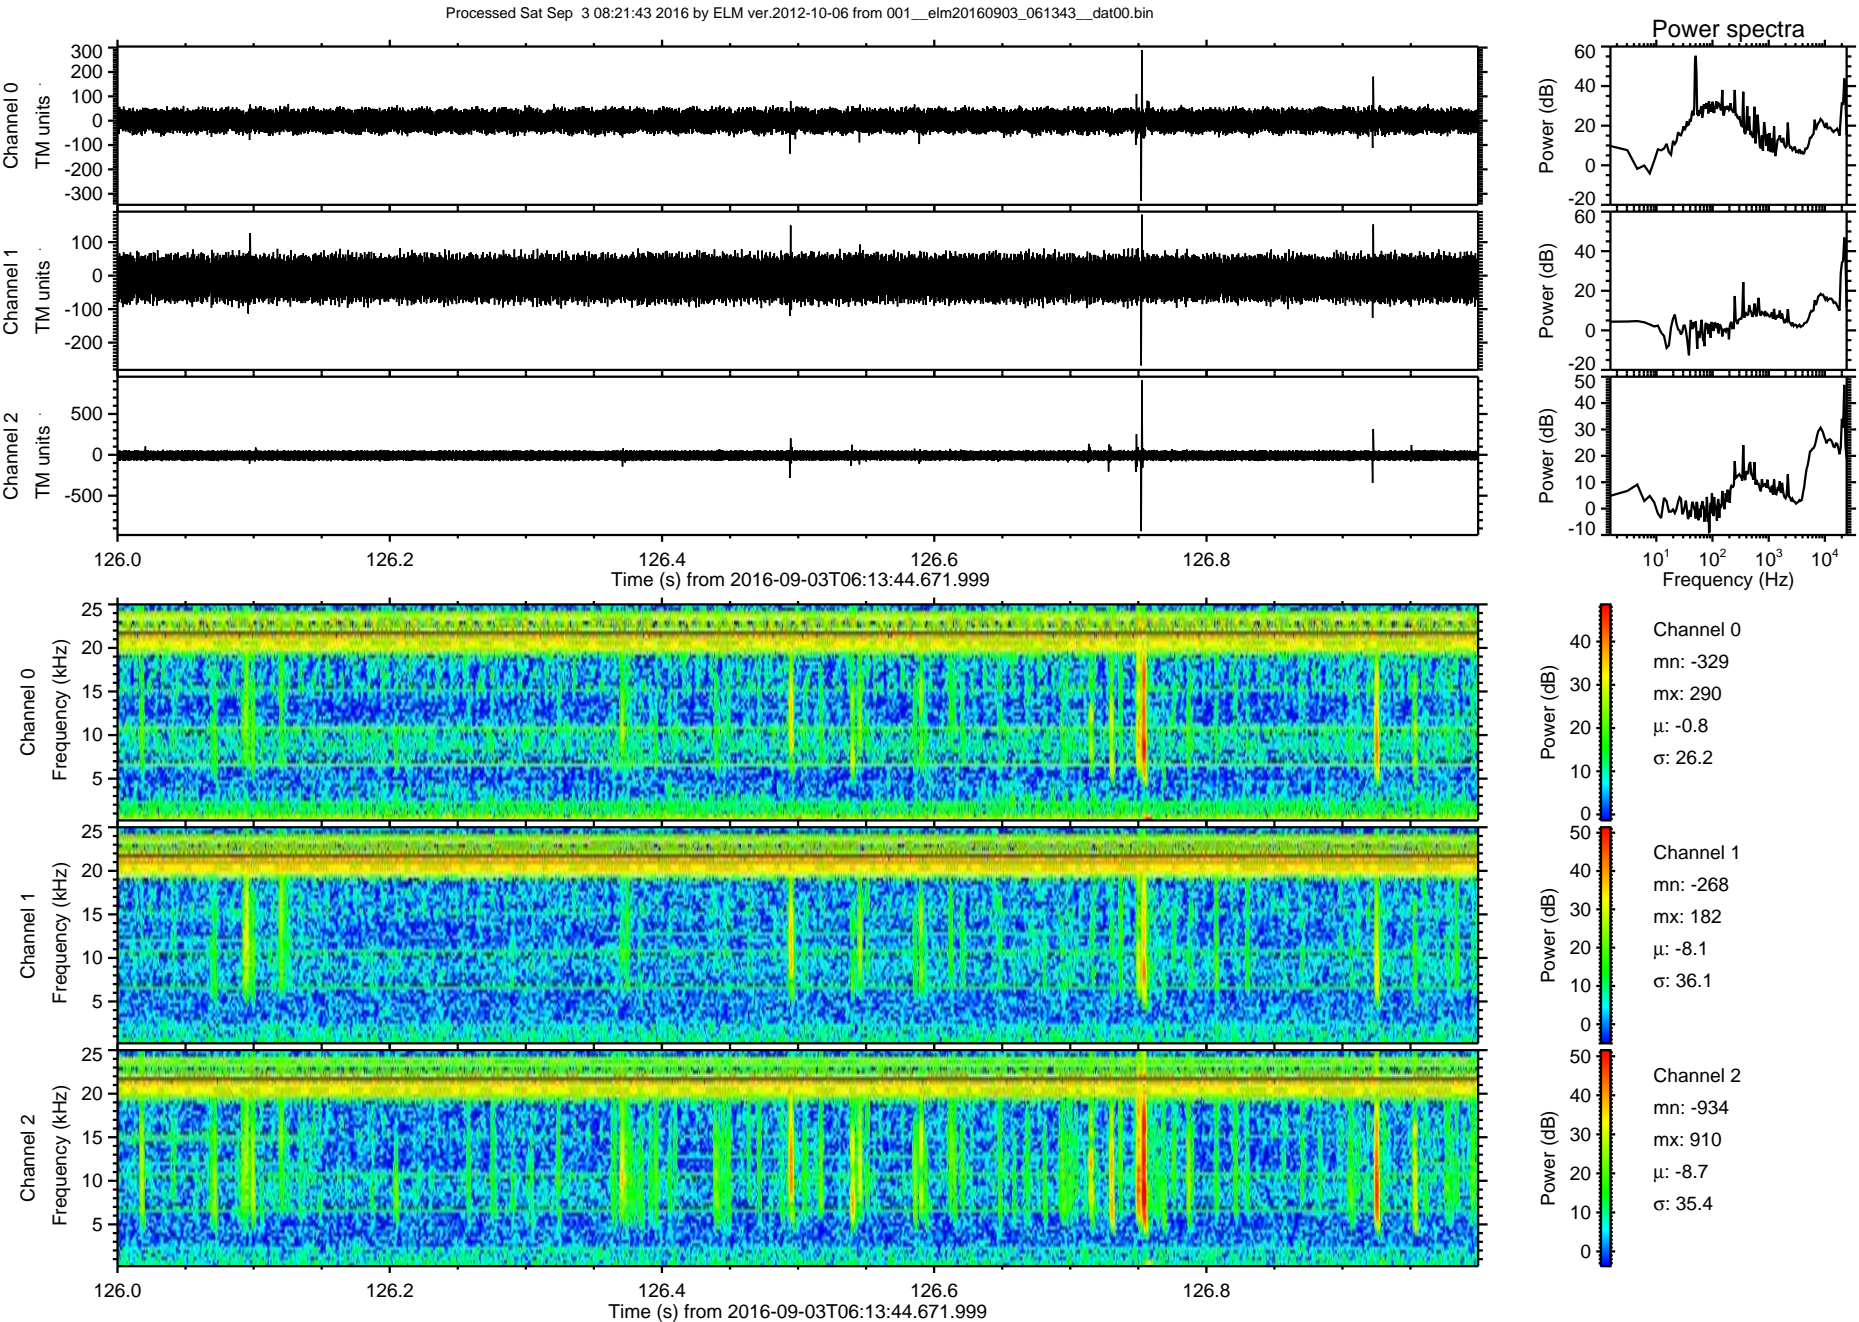 Processed Sat Sep  3 08:21:43 2016 by ELM ver.2012-10-06 from 001__elm20160903_061343__dat00.bin
Power spectra
Channel 0
TM units
300
200
100
0
-100
-200
-300
Power (dB)
60
40
20
0
-20
Channel 1
TM units
100
0
-100
-200
Power (dB)
60
40
20
0
-20
Channel 2
TM units
500
0
-500
Power (dB)
50
40
30
20
10
0
-10
126.0 126.2 126.4 126.6 126.8
Time (s) from 2016-09-03T06:13:44.671.999
10¹ 10² 10³ 10⁴
Frequency (Hz)
Channel 0
Frequency (kHz)
25
20
15
10
5
Power (dB)
40
30
20
10
0
Channel 0
mn: -329
mx: 290
µ: -0.8
σ: 26.2
Channel 1
Frequency (kHz)
25
20
15
10
5
Power (dB)
50
40
30
20
10
0
Channel 1
mn: -268
mx: 182
µ: -8.1
σ: 36.1
Channel 2
Frequency (kHz)
25
20
15
10
5
Power (dB)
50
40
30
20
10
0
Channel 2
mn: -934
mx: 910
µ: -8.7
σ: 35.4
126.0 126.2 126.4 126.6 126.8
Time (s) from 2016-09-03T06:13:44.671.999